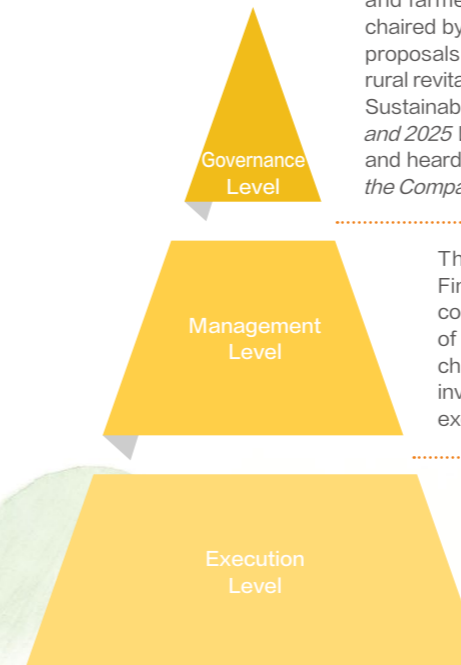 and farme
chaired by
proposals
rural revita
Sustainab
and 2025
and heard
the Compa
Governance
Level
Th
Fin
co
of
ch
inv
ex
Management
Level
Execution
Level